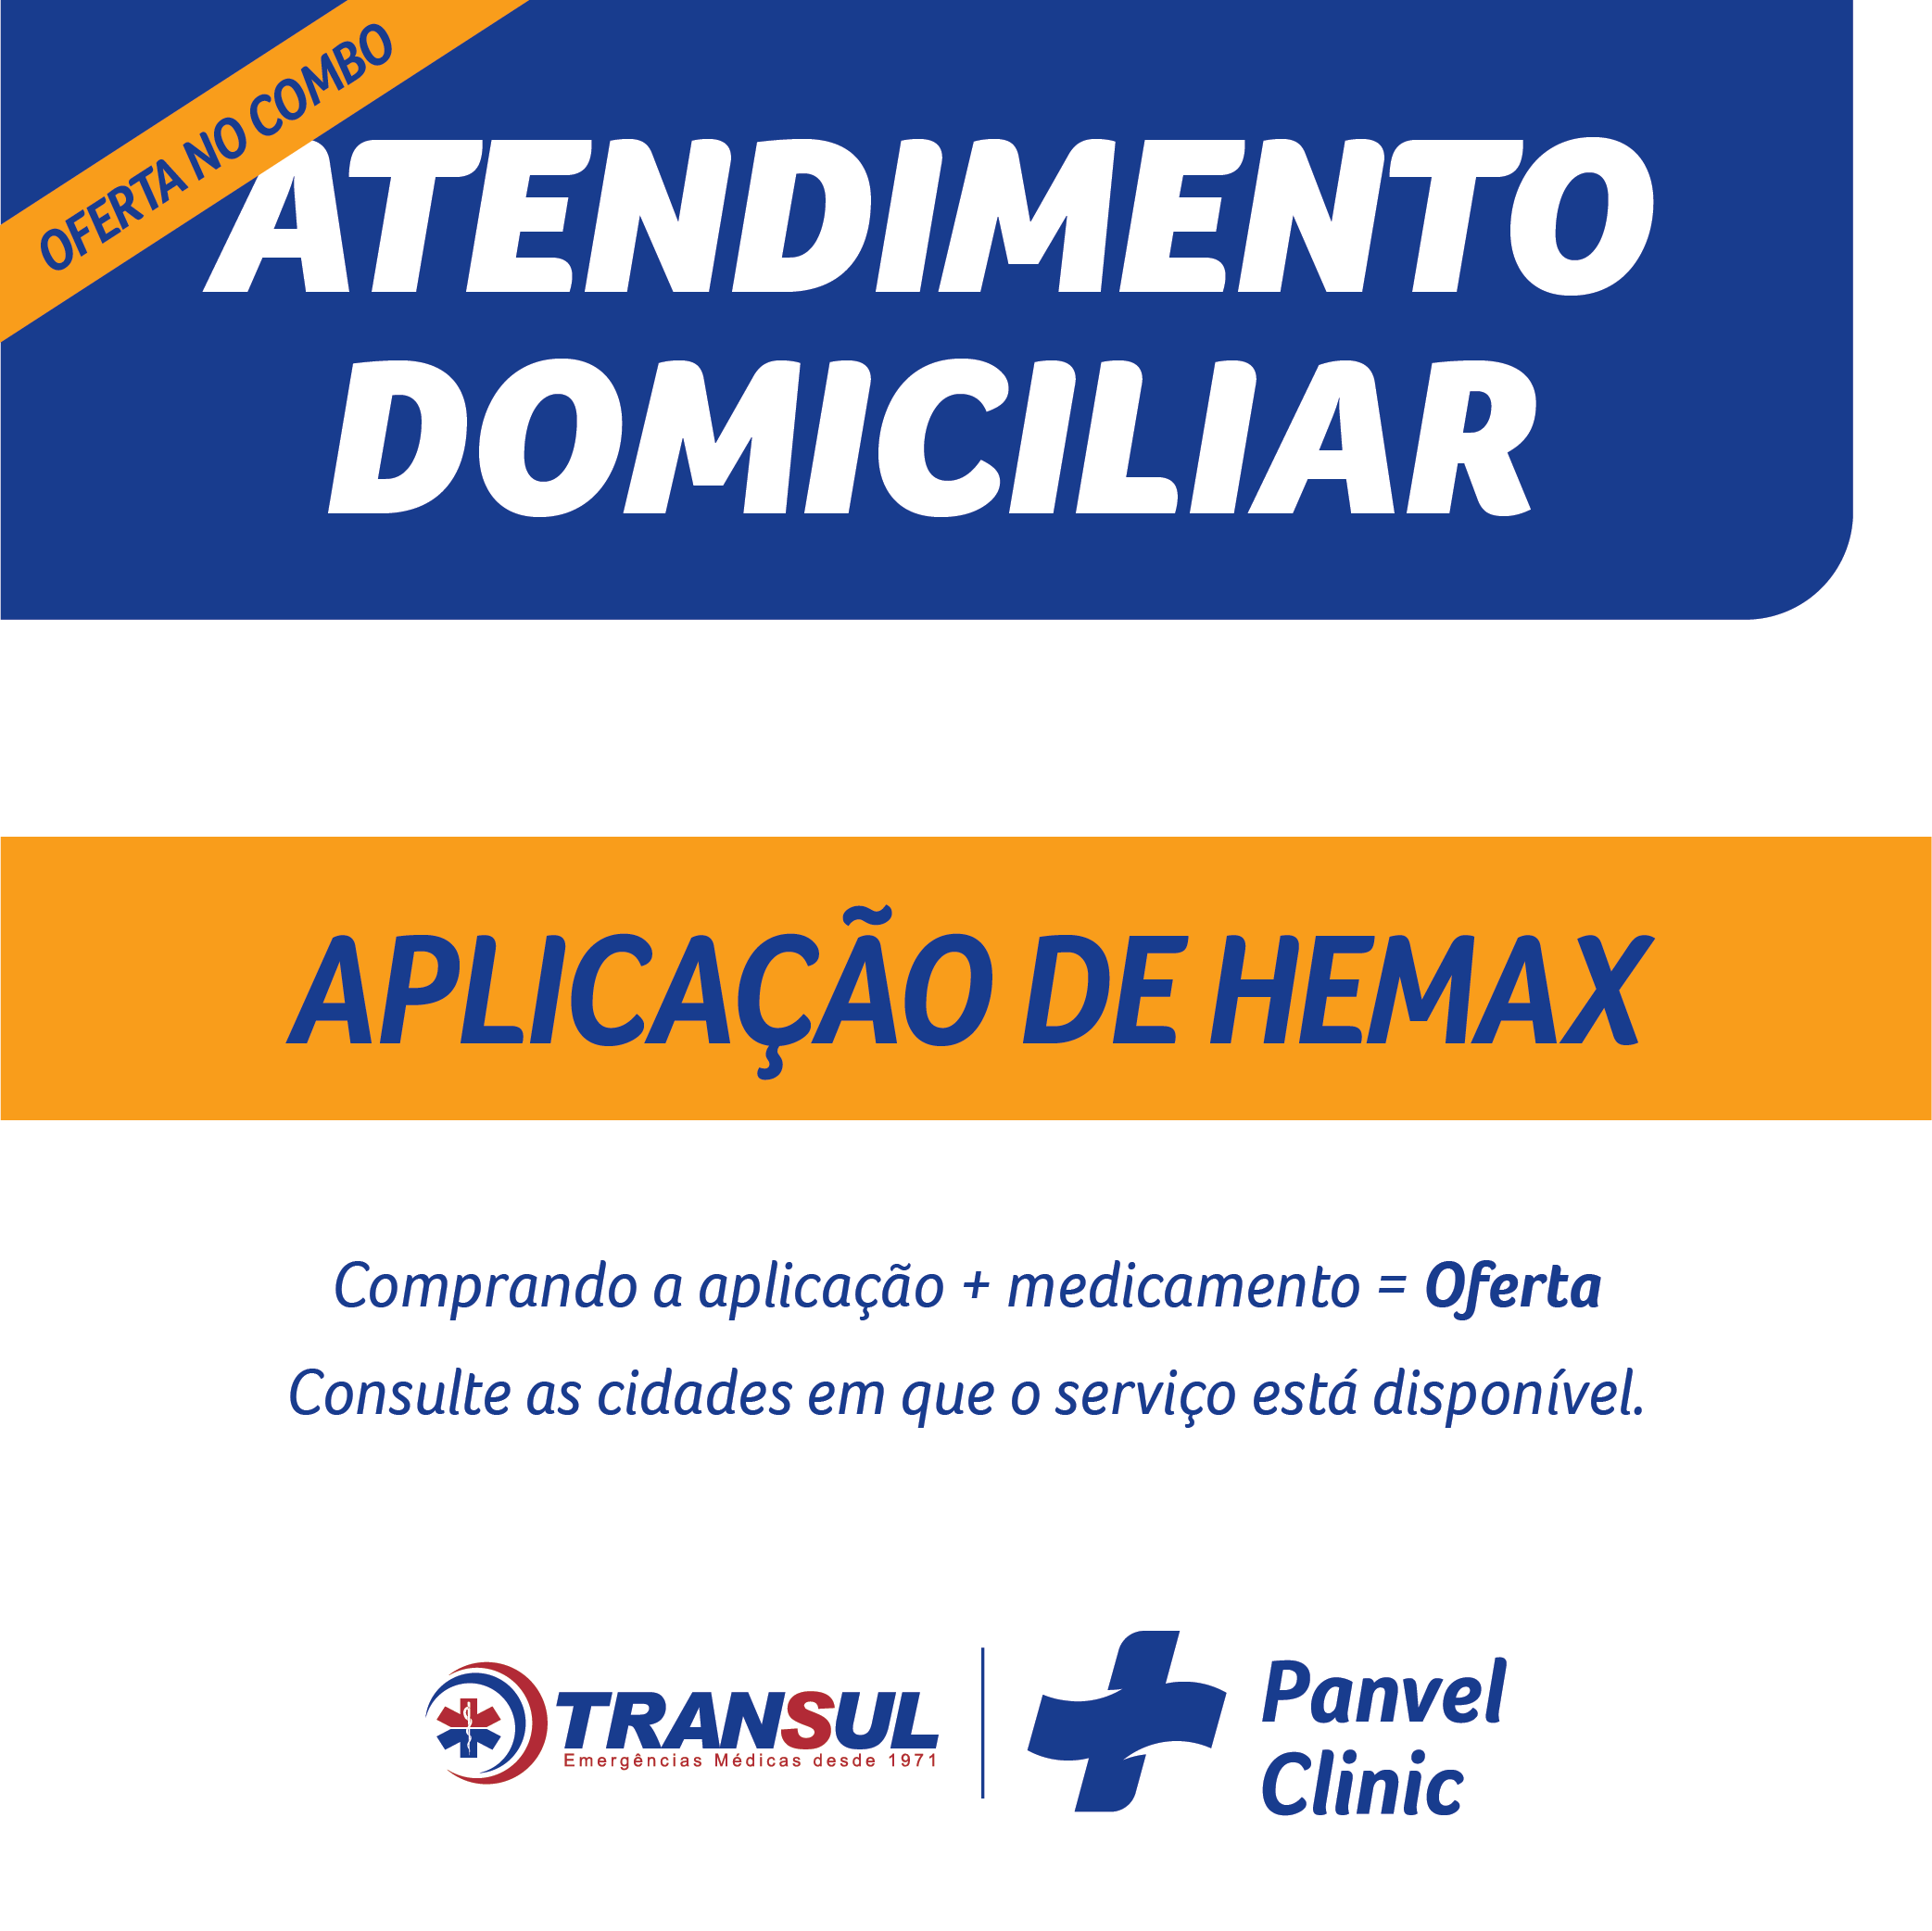 OFERTA NO COMBO
ATENDIMENTO
DOMICILIAR
APLICAÇÃO DE HEMAX
Comprando a aplicação + medicamento = Oferta
Consulte as cidades em que o serviço está disponível.
TRANSUL
Emergências Médicas desde 1971
Panvel
Clinic